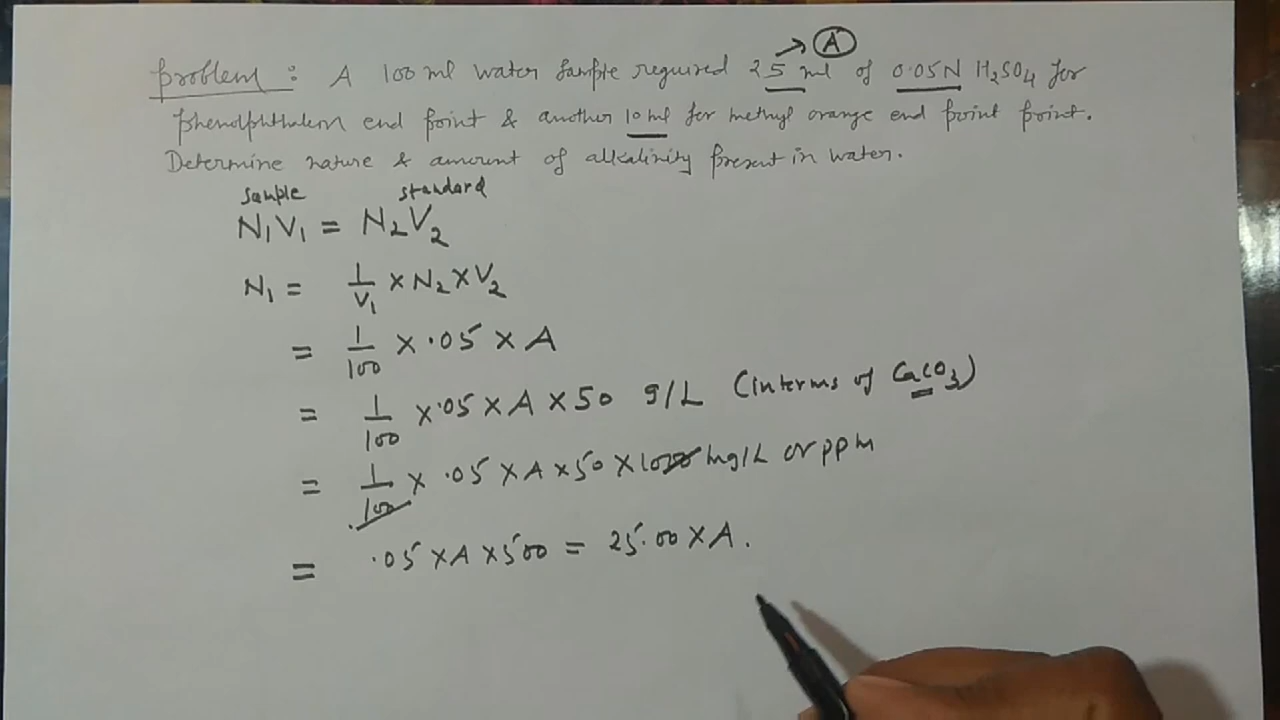 Problem : A 100 ml water sample required 25 ml of 0.05N H₂SO₄ for
→ A
phenolphthalein end point & another 10 ml for methyl orange end point point.
Determine nature & amount of alkalinity present in water.
sample standard
N₁V₁ = N₂V₂
N₁ = 1/V₁ × N₂ × V₂
= 1/100 × .05 × A
= 1/100 × .05 × A × 50 g/L (interms of CaCO₃)
= 1/100 × .05 × A × 50 × 1000 mg/L or ppm
= .05 × A × 500 = 25.00 × A.